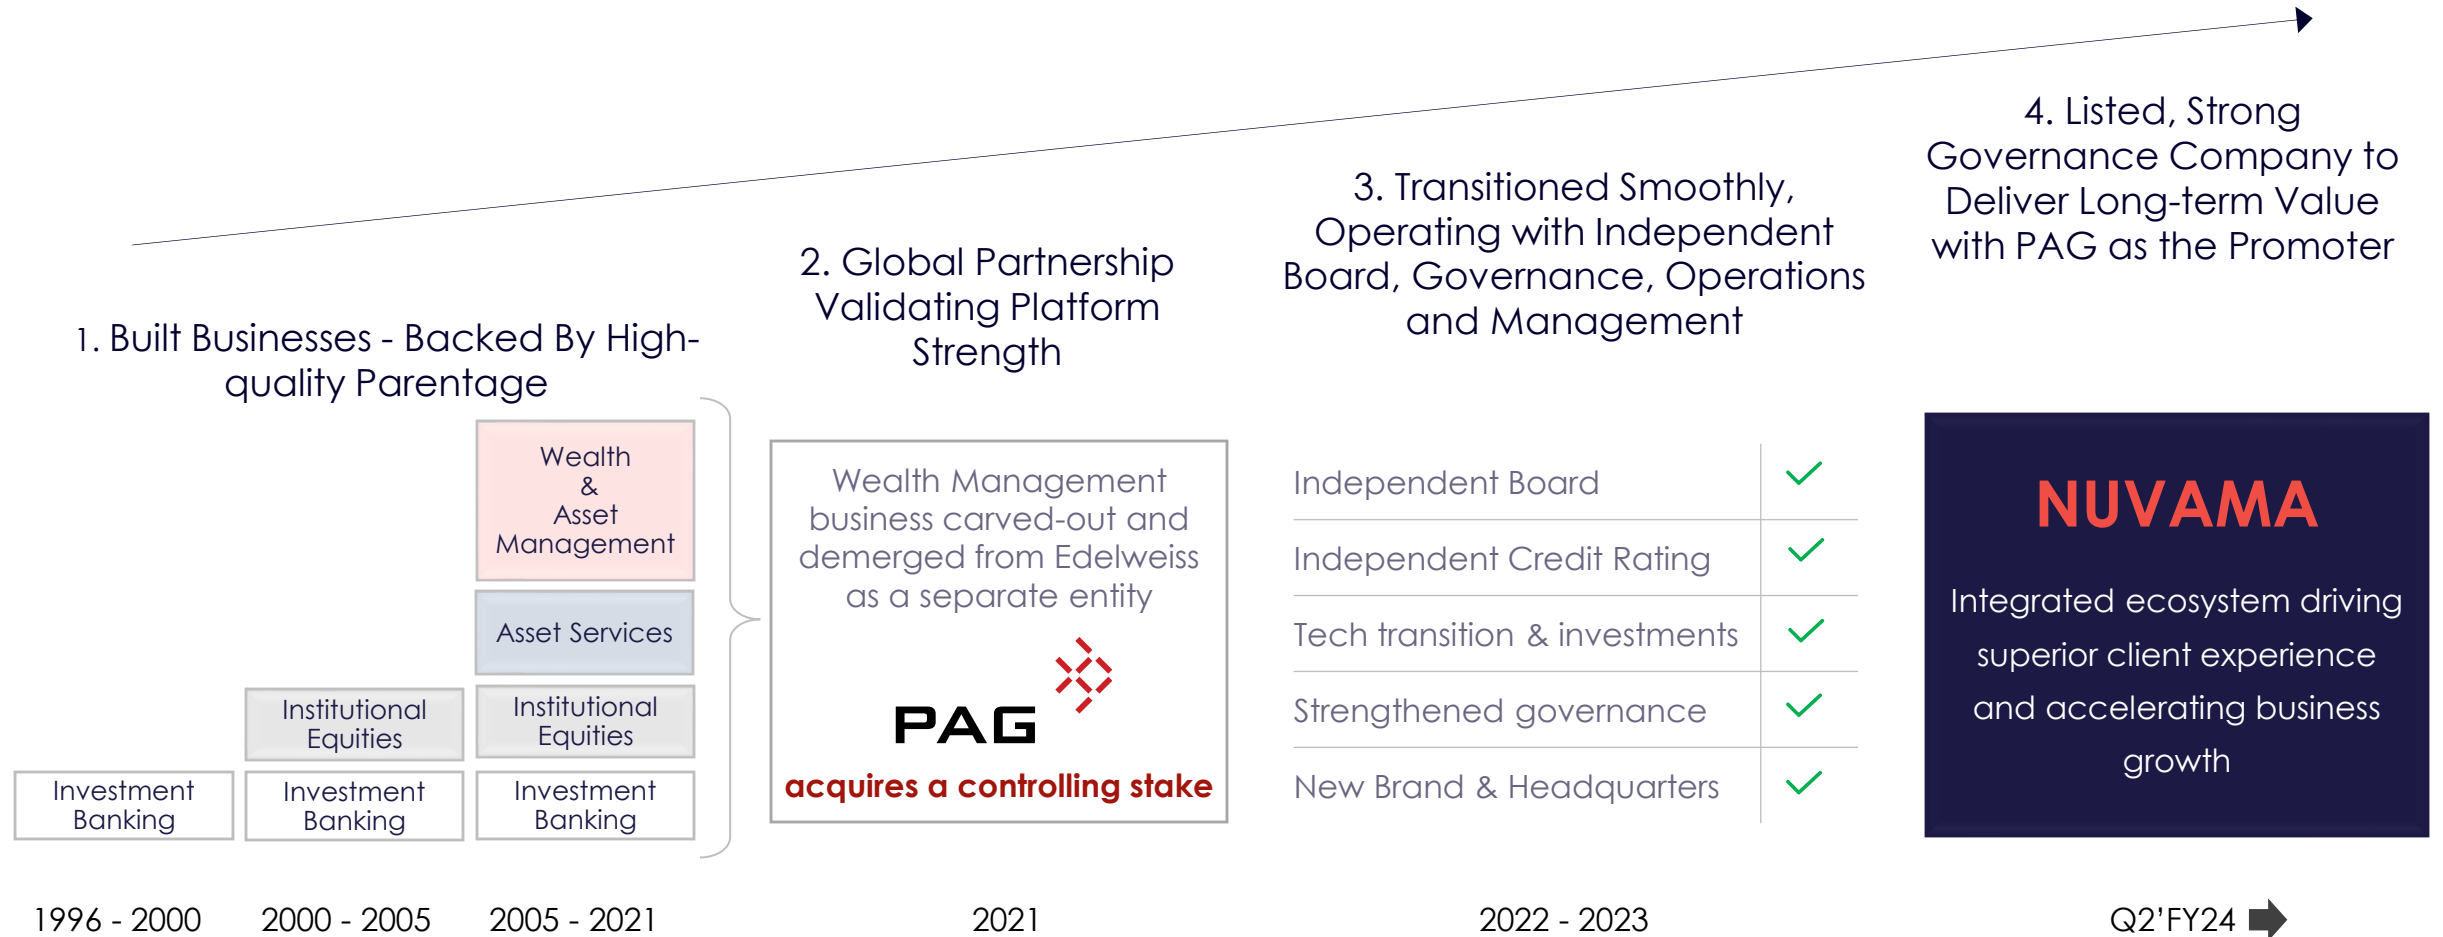 1. Built Businesses - Backed By High-
quality Parentage
2. Global Partnership
Validating Platform
Strength
3. Transitioned Smoothly,
Operating with Independent
Board, Governance, Operations
and Management
4. Listed, Strong
Governance Company to
Deliver Long-term Value
with PAG as the Promoter
Investment
Banking
Institutional
Equities
Investment
Banking
Wealth
&
Asset
Management
Asset Services
Institutional
Equities
Investment
Banking
Wealth Management
business carved-out and
demerged from Edelweiss
as a separate entity
PAG
acquires a controlling stake
Independent Board
Independent Credit Rating
Tech transition & investments
Strengthened governance
New Brand & Headquarters
NUVAMA
Integrated ecosystem driving
superior client experience
and accelerating business
growth
1996 - 2000
2000 - 2005
2005 - 2021
2021
2022 - 2023
Q2’FY24